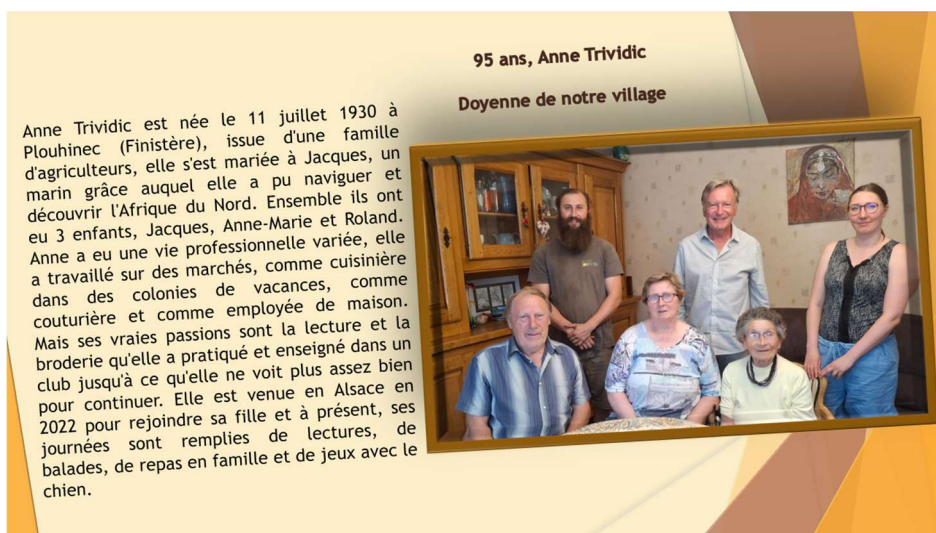 95 ans, Anne Trividic
Doyenne de notre village
Anne Trividic est née le 11 juillet 1930 à
Plouhinec (Finistère), issue d'une famille
d'agriculteurs, elle s'est mariée à Jacques, un
marin grâce auquel elle a pu naviguer et
découvrir l'Afrique du Nord. Ensemble ils ont
eu 3 enfants, Jacques, Anne-Marie et Roland.
Anne a eu une vie professionnelle variée, elle
a travaillé sur des marchés, comme cuisinière
dans des colonies de vacances, comme
couturière et comme employée de maison.
Mais ses vraies passions sont la lecture et la
broderie qu'elle a pratiqué et enseigné dans un
club jusqu'à ce qu'elle ne voit plus assez bien
pour continuer. Elle est venue en Alsace en
2022 pour rejoindre sa fille et à présent, ses
journées sont remplies de lectures, de
balades, de repas en famille et de jeux avec le
chien.